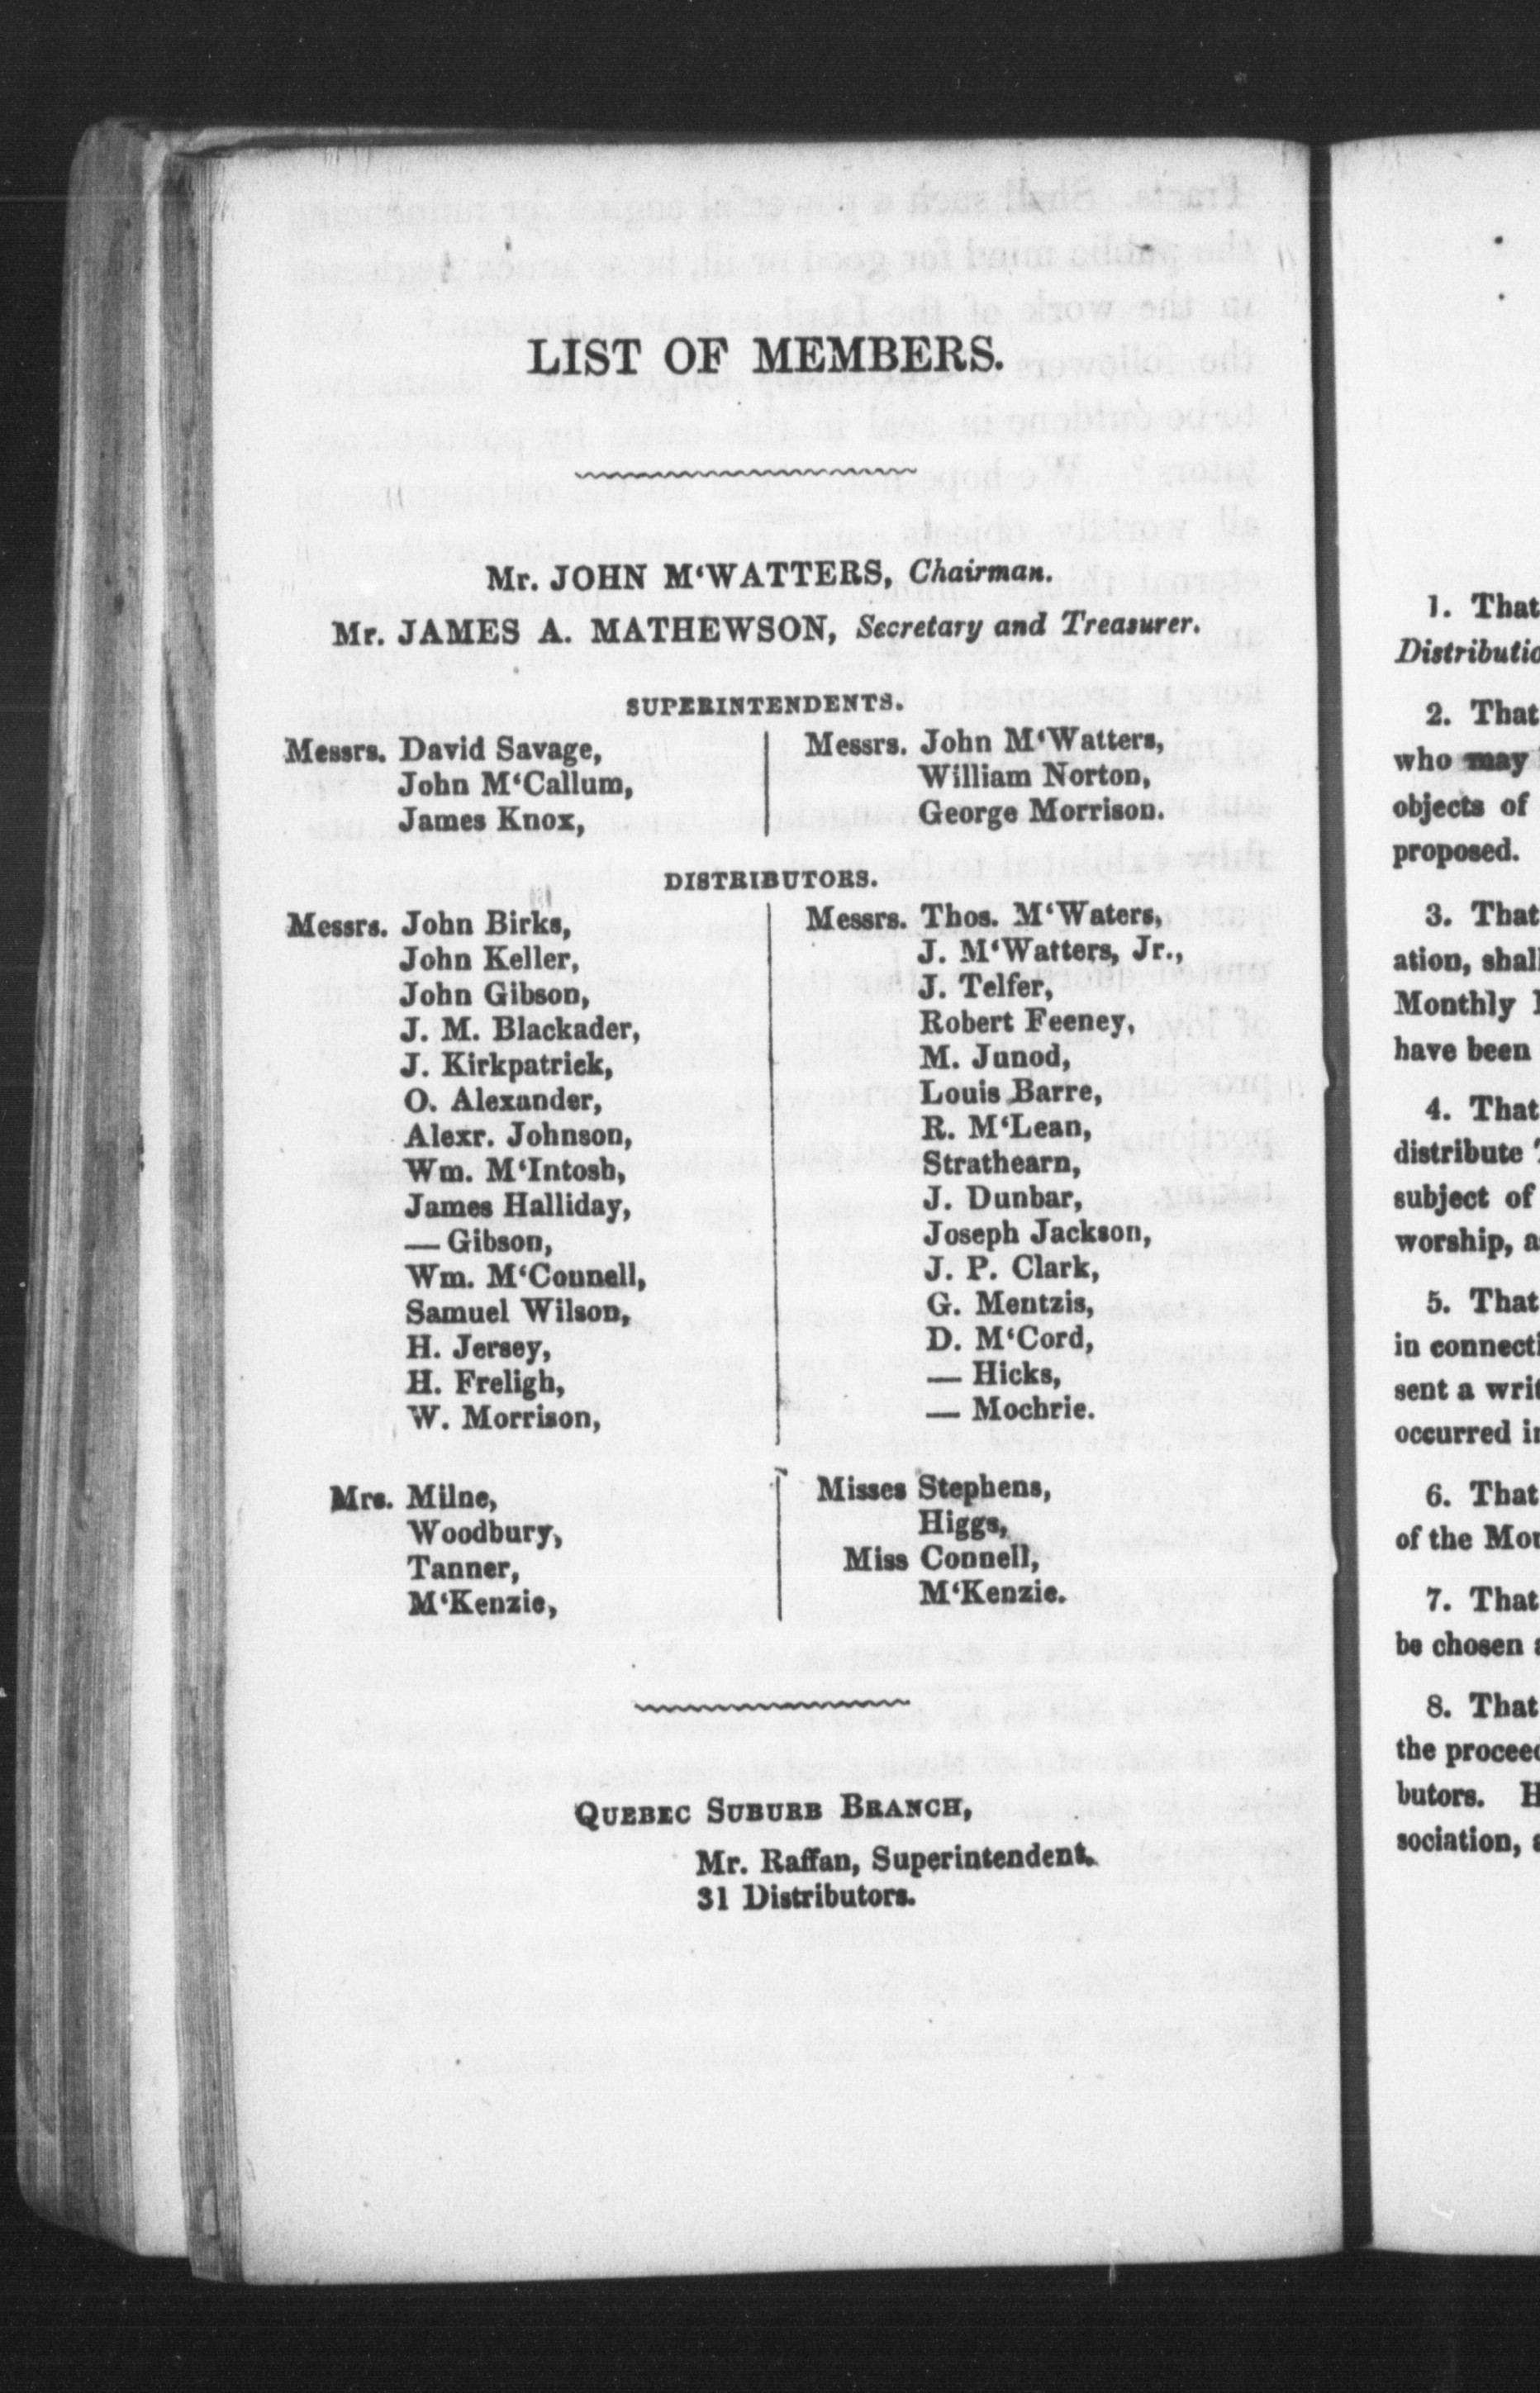 LIST OF MEMBERS.
Mr. JOHN M‘WATTERS, Chairman.
Mr. JAMES A. MATHEWSON, Secretary and Treasurer.
SUPERINTENDENTS.
Messrs. David Savage,
John M‘Callum,
James Knox,
Messrs. John M‘Watters,
William Norton,
George Morrison.
DISTRIBUTORS.
Messrs. John Birks,
John Keller,
John Gibson,
J. M. Blackader,
J. Kirkpatrick,
O. Alexander,
Alexr. Johnson,
Wm. M‘Intosh,
James Halliday,
— Gibson,
Wm. M‘Connell,
Samuel Wilson,
H. Jersey,
H. Freligh,
W. Morrison,
Messrs. Thos. M‘Waters,
J. M‘Watters, Jr.,
J. Telfer,
Robert Feeney,
M. Junod,
Louis Barre,
R. M‘Lean,
Strathearn,
J. Dunbar,
Joseph Jackson,
J. P. Clark,
G. Mentzis,
D. M‘Cord,
— Hicks,
— Mochrie.
Mrs. Milne,
Woodbury,
Tanner,
M‘Kenzie,
Misses Stephens,
Higgs,
Miss Connell,
M‘Kenzie.
QUEBEC SUBURB BRANCH,
Mr. Raffan, Superintendent.
31 Distributors.
1. That
2. That
who may
objects of
proposed.
3. That
ation, shall
Monthly
have been
4. That
distribute
subject of
worship,
5. That
in
sent a
occurred
6. That
of the
7. That
be chosen
8. That
the
butors.
sociation,